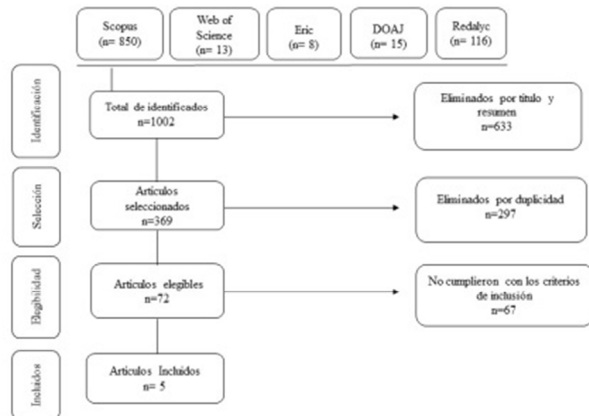 Scopus
(n= 850)
Web of
Science
(n= 13)
Eric
(n= 8)
DOAJ
(n= 15)
Redalyc
(n= 116)
Identificación
Total de identificados
n=1002
Eliminados por título y
resumen
n=633
Selección
Artículos
seleccionados
n=369
Eliminados por duplicidad
n=297
Elegibilidad
Artículos elegibles
n=72
No cumplieron con los criterios
de inclusión
n=67
Incluidos
Artículos Incluidos
n= 5